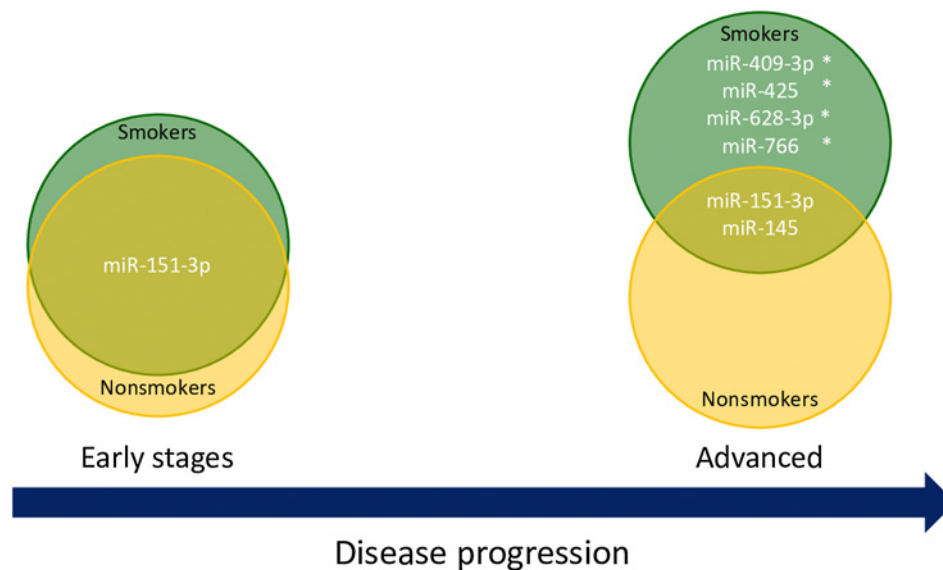 Smokers
miR-151-3p
Nonsmokers
Early stages
Smokers
miR-409-3p *
miR-425 *
miR-628-3p *
miR-766 *
miR-151-3p
miR-145
Nonsmokers
Advanced
Disease progression